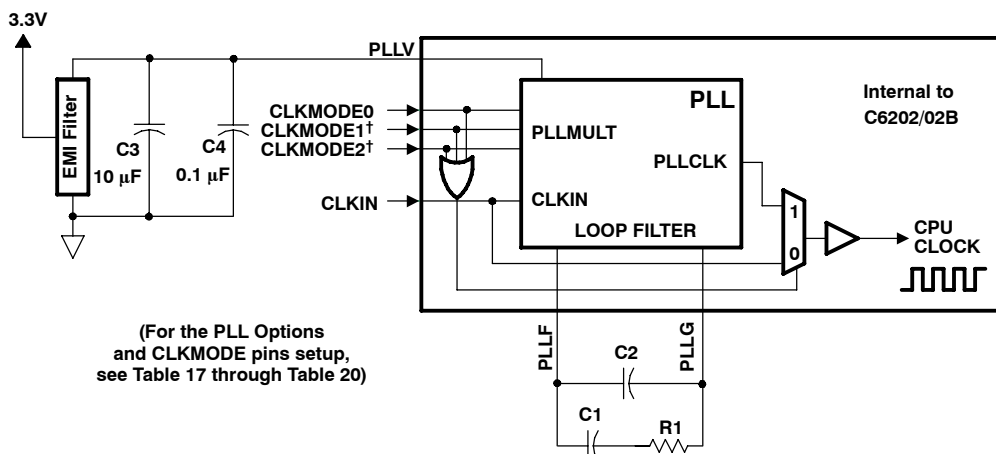 3.3V
PLLV
EMI Filter
C3
10 μF
C4
0.1 μF
CLKMODE0
CLKMODE1†
CLKMODE2†
CLKIN
PLL
PLLMULT
PLLCLK
CLKIN
LOOP FILTER
Internal to
C6202/02B
1
0
CPU
CLOCK
(For the PLL Options
and CLKMODE pins setup,
see Table 17 through Table 20)
PLLF
PLLG
C2
C1
R1